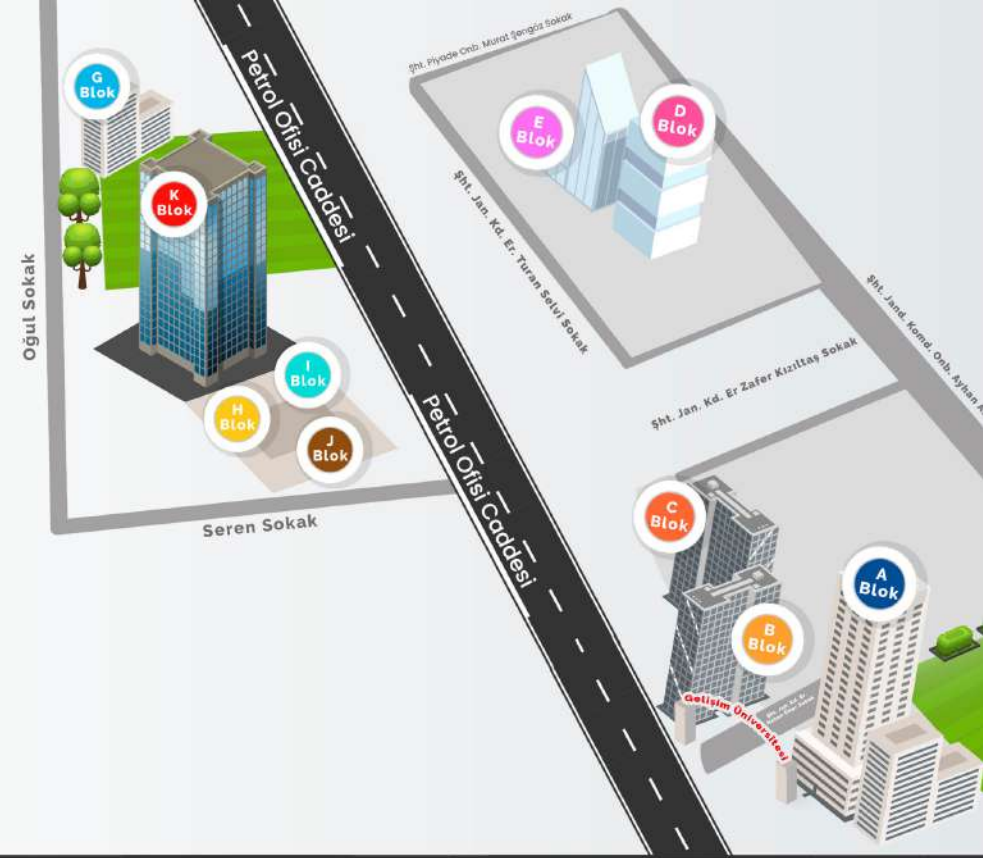 Şht. Piyade Onb. Murat Şengöz Sokak
G
Blok
Petrol Ofisi Caddesi
E
Blok
D
Blok
K
Blok
Şht. Jan. Kd. Er. Turan Selvi Sokak
Oğul Sokak
Şht. Jand. Komd. Onb. Ayhan A
I
Blok
H
Blok
J
Blok
Şht. Jan. Kd. Er Zafer Kızıltaş Sokak
Petrol Ofisi Caddesi
Seren Sokak
C
Blok
A
Blok
B
Blok
Gelişim Üniversitesi